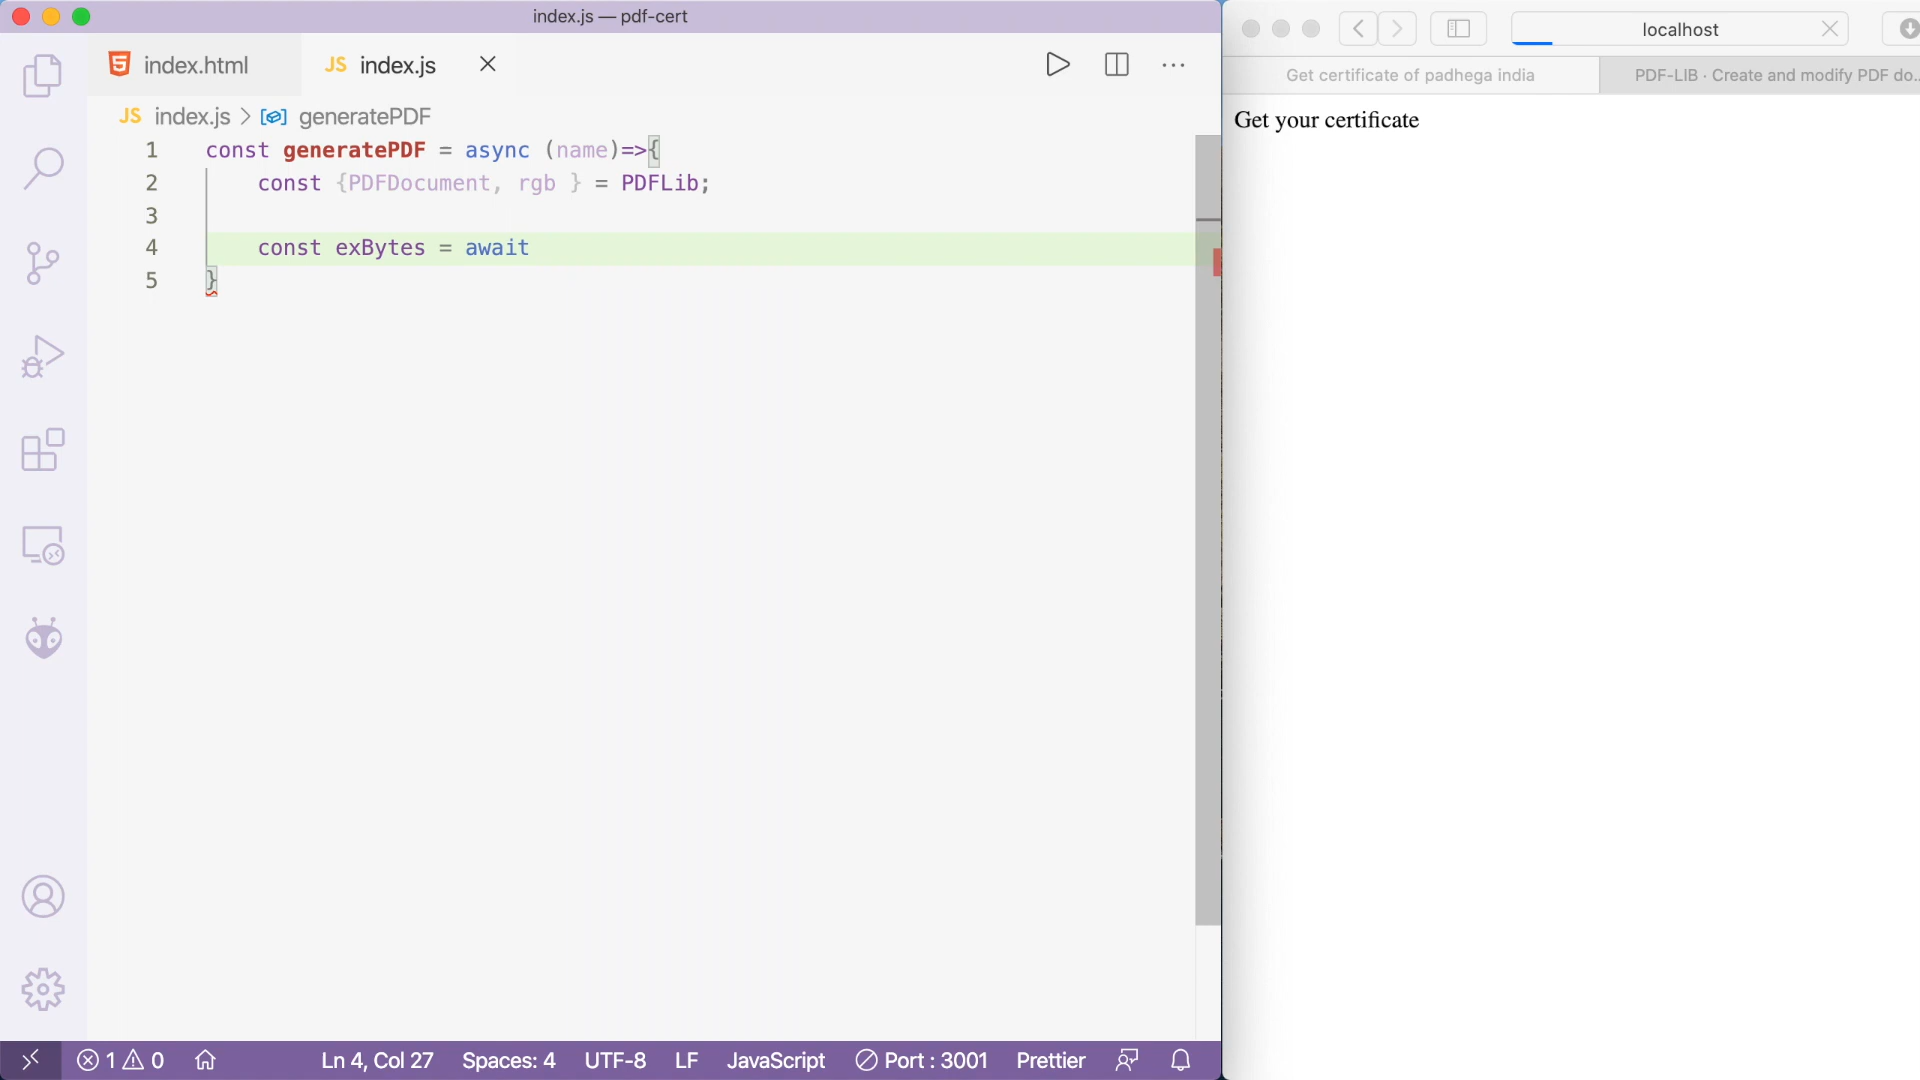 index.js — pdf-cert
index.html
JS index.js
JS index.js > generatePDF
1 const generatePDF = async (name)=>{
2 const {PDFDocument, rgb } = PDFLib;
3
4 const exBytes = await
5 }
1 0
Ln 4, Col 27
Spaces: 4
UTF-8
LF
JavaScript
Port : 3001
Prettier
localhost
Get certificate of padhega india
PDF-LIB · Create and modify PDF do...
Get your certificate